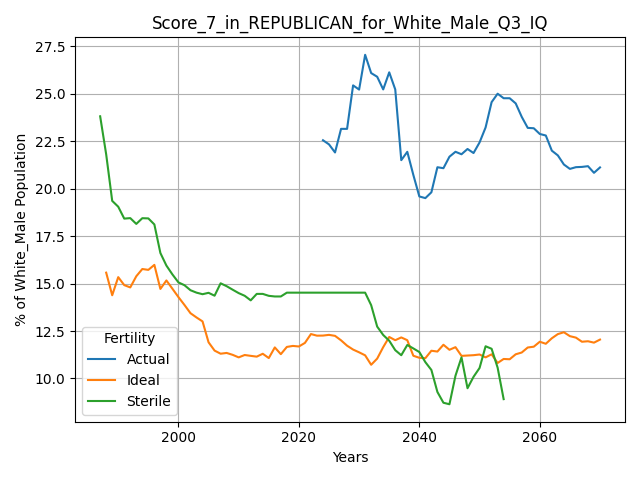 Score_7_in_REPUBLICAN_for_White_Male_Q3_IQ
% of White_Male Population
27.5
25.0
22.5
20.0
17.5
15.0
12.5
10.0
Fertility
Actual
Ideal
Sterile
2000
2020
2040
2060
Years